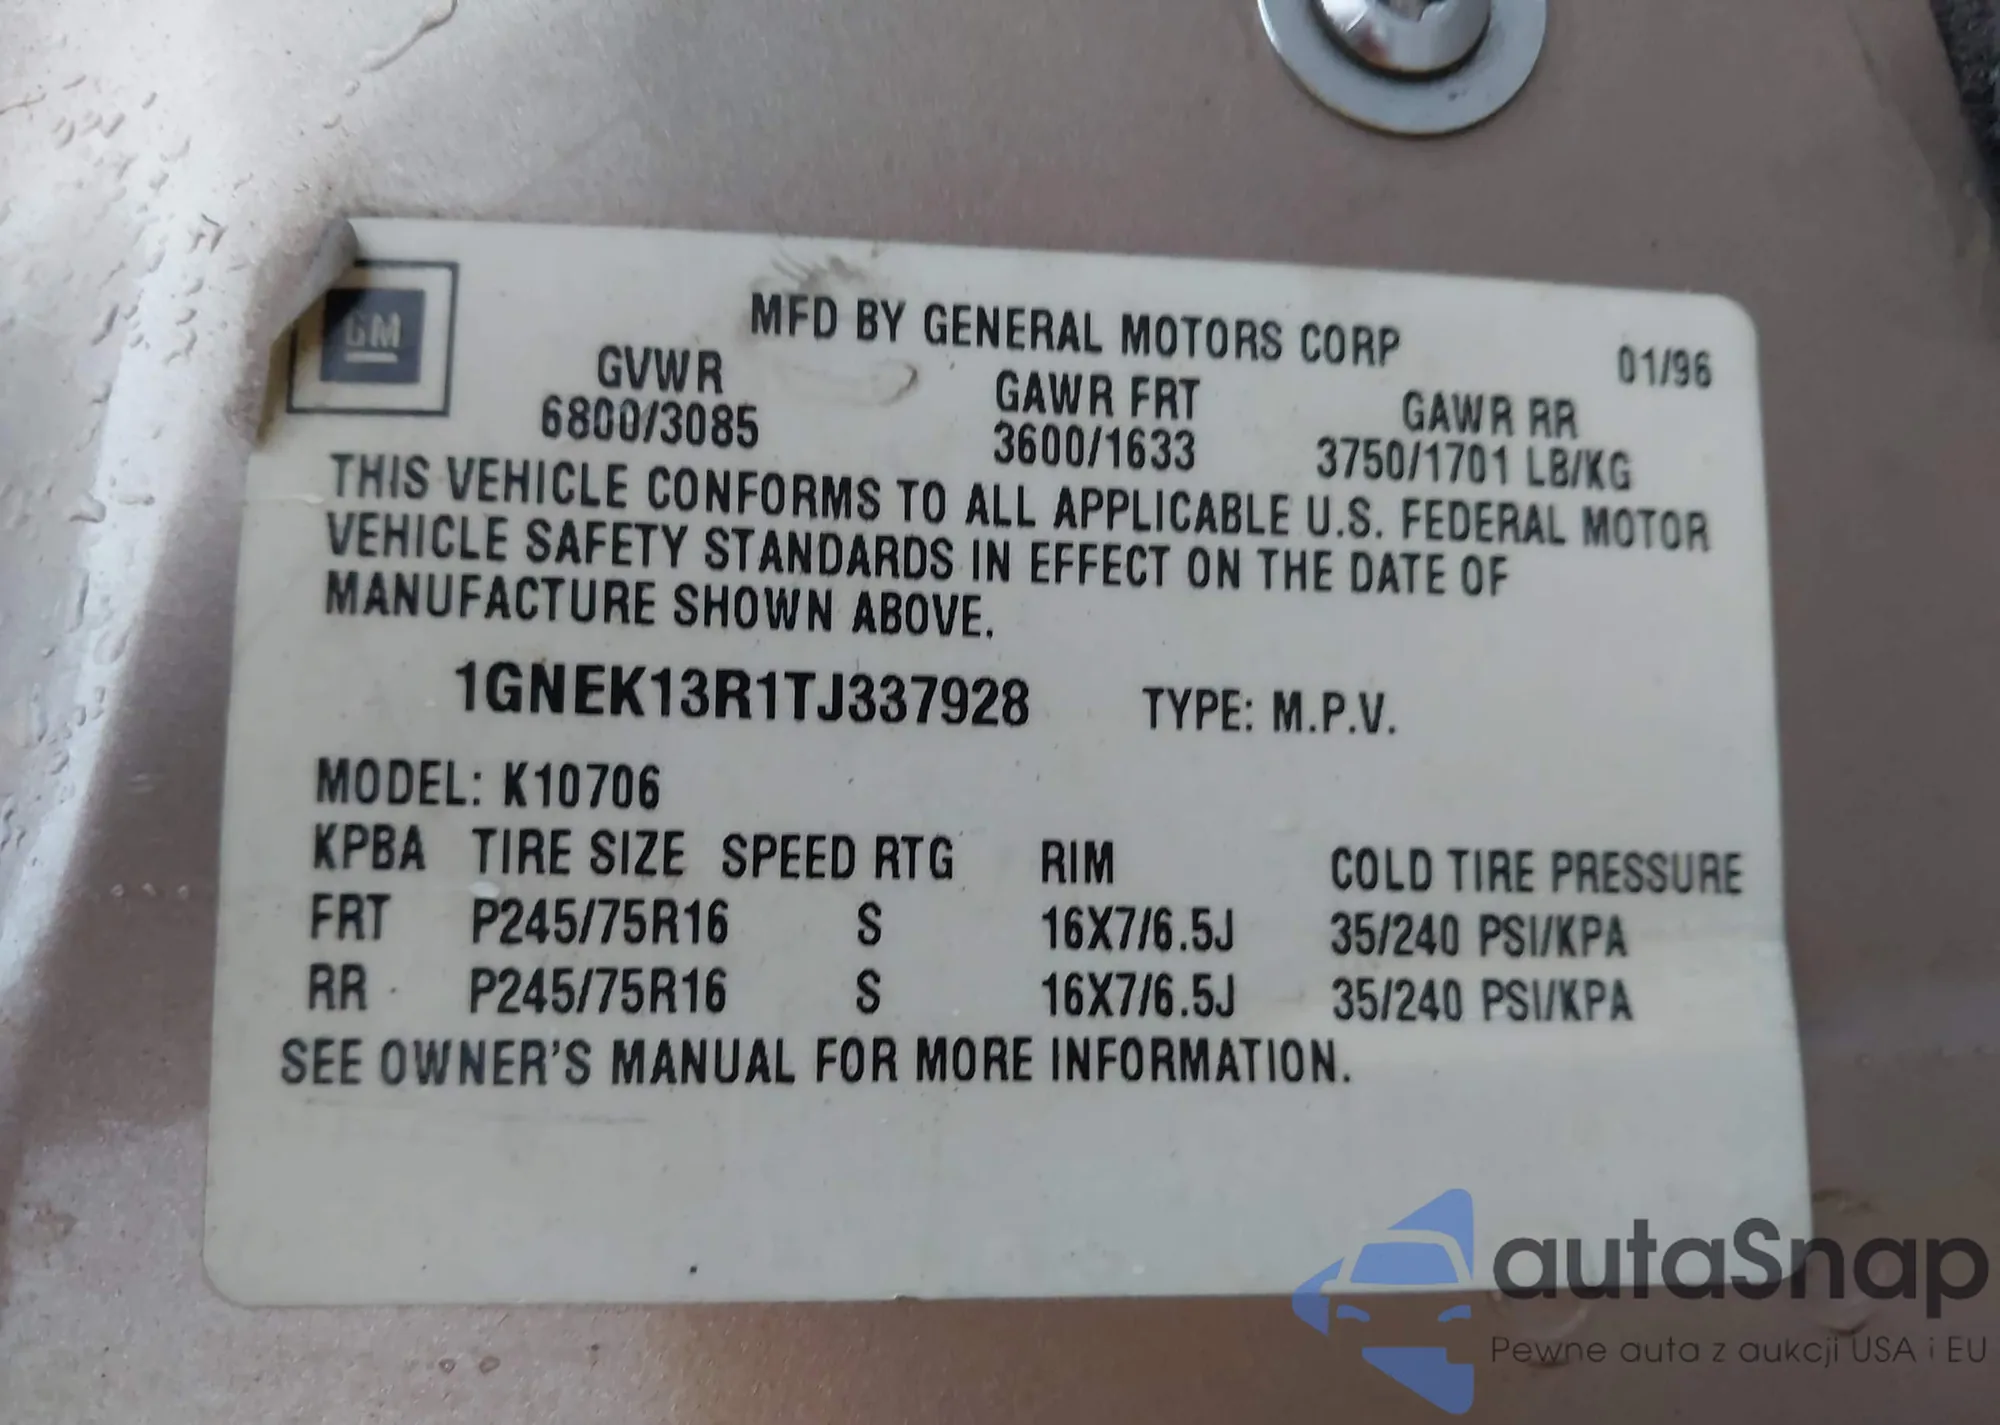 GM
MFD BY GENERAL MOTORS CORP 01/96
GVWR GAWR FRT GAWR RR
6800/3085 3600/1633 3750/1701 LB/KG
THIS VEHICLE CONFORMS TO ALL APPLICABLE U.S. FEDERAL MOTOR
VEHICLE SAFETY STANDARDS IN EFFECT ON THE DATE OF
MANUFACTURE SHOWN ABOVE.
1GNEK13R1TJ337928 TYPE: M.P.V.
MODEL: K10706
KPBA TIRE SIZE SPEED RTG RIM COLD TIRE PRESSURE
FRT P245/75R16 S 16X7/6.5J 35/240 PSI/KPA
RR P245/75R16 S 16X7/6.5J 35/240 PSI/KPA
SEE OWNER'S MANUAL FOR MORE INFORMATION.
autaSnap
Pewne auta z aukcji USA i EU